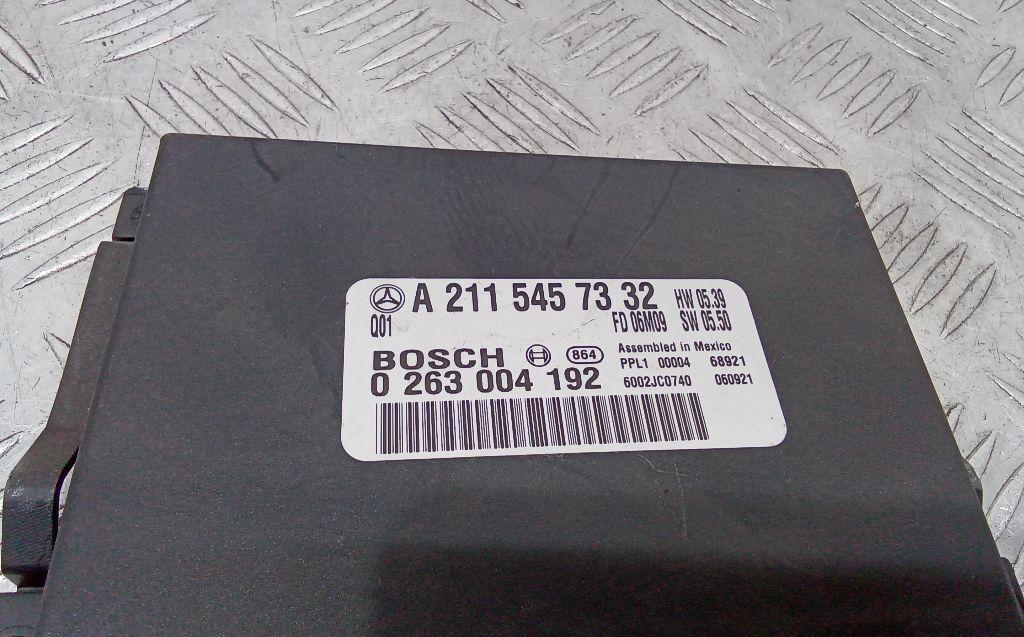 A 211 545 73 32 HW 05.39
Q01 FD 06M09 SW 05.50
BOSCH 864 Assembled in Mexico
PPL1 00004 68921
0 263 004 192 6002JC0740 060921